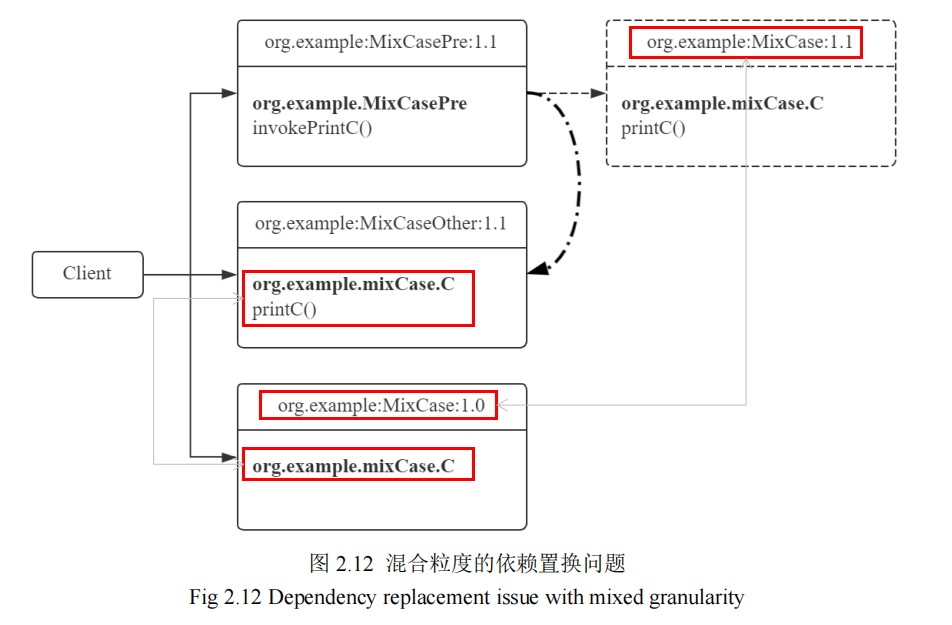 org.example:MixCasePre:1.1
org.example.MixCasePre
invokePrintC()
org.example:MixCase:1.1
org.example.mixCase.C
printC()
org.example:MixCaseOther:1.1
org.example.mixCase.C
printC()
Client
org.example:MixCase:1.0
org.example.mixCase.C
图 2.12 混合粒度的依赖置换问题
Fig 2.12 Dependency replacement issue with mixed granularity